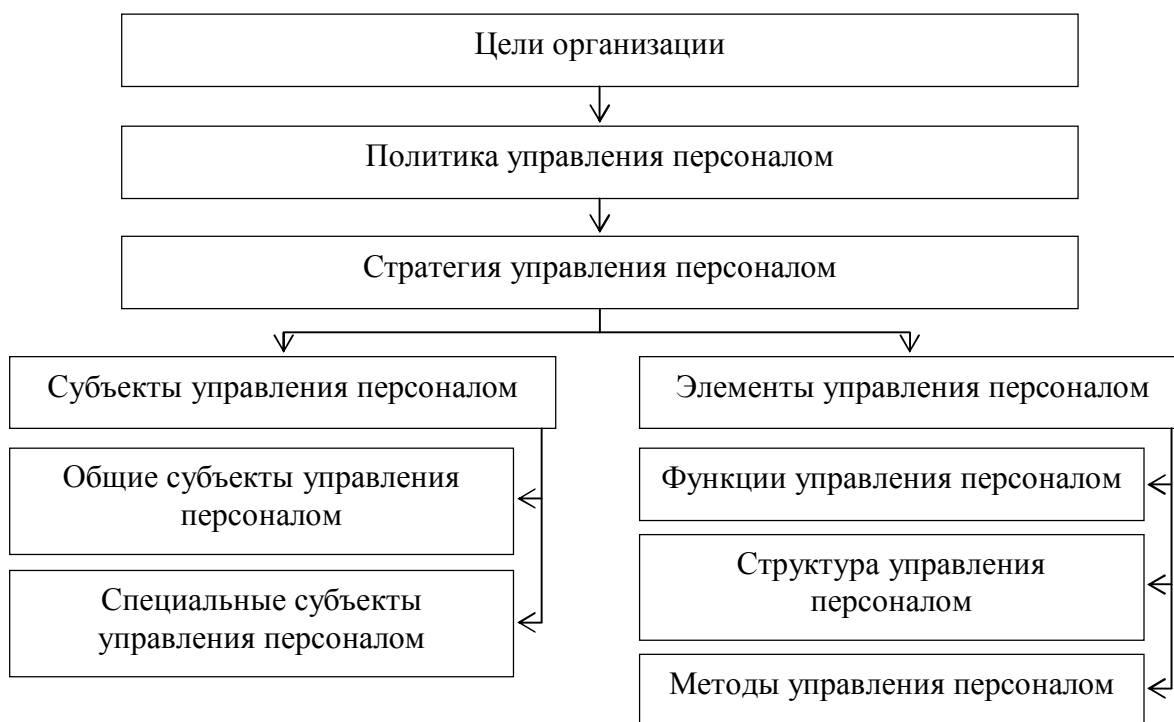 Цели организации
Политика управления персоналом
Стратегия управления персоналом
Субъекты управления персоналом
Общие субъекты управления
персоналом
Специальные субъекты
управления персоналом
Элементы управления персоналом
Функции управления персоналом
Структура управления
персоналом
Методы управления персоналом